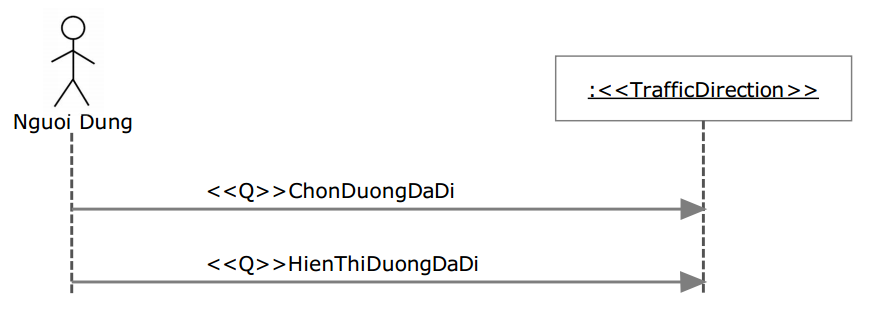 Nguoi Dung
:<<TrafficDirection>>
<<Q>>ChonDuongDaDi
<<Q>>HienThiDuongDaDi